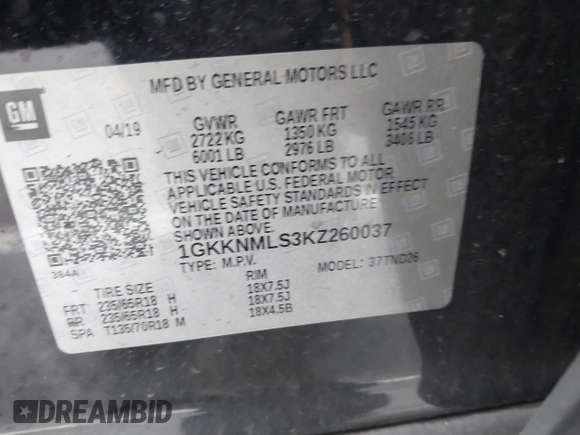 GM
MFD BY GENERAL MOTORS LLC
04/19
GVWR GAWR FRT GAWR RR
2722 KG 1350 KG 1545 KG
6001 LB 2976 LB 3406 LB
THIS VEHICLE CONFORMS TO ALL
APPLICABLE U.S. FEDERAL MOTOR
VEHICLE SAFETY STANDARDS IN EFFECT
ON THE DATE OF MANUFACTURE
SHOWN ABOVE.
1GKKNMLS3KZ260037
384A
TYPE: M.P.V. MODEL: 37TND26
TIRE SIZE RIM
FRT 235/65R18 H 18X7.5J
RR 235/65R18 H 18X7.5J
SPA T135/70R18 M 18X4.5B
DREAMBID